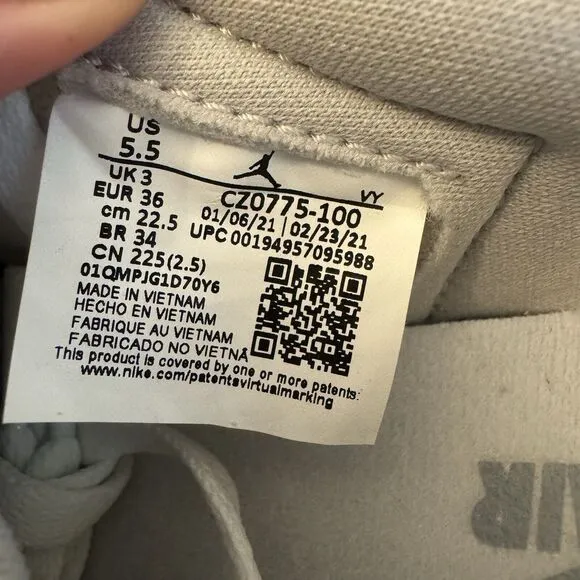 US
5.5
UK 3
EUR 36
cm 22.5
BR 34
CN 225(2.5)
VY
CZ0775-100
01/06/21 | 02/23/21
UPC 00194957095988
01QMPJG1D70Y6
MADE IN VIETNAM
HECHO EN VIETNAM
FABRIQUE AU VIETNAM
FABRICADO NO VIETNÃ
This product is covered by one or more patents:
www.nike.com/patentsvirtualmarking
AIR